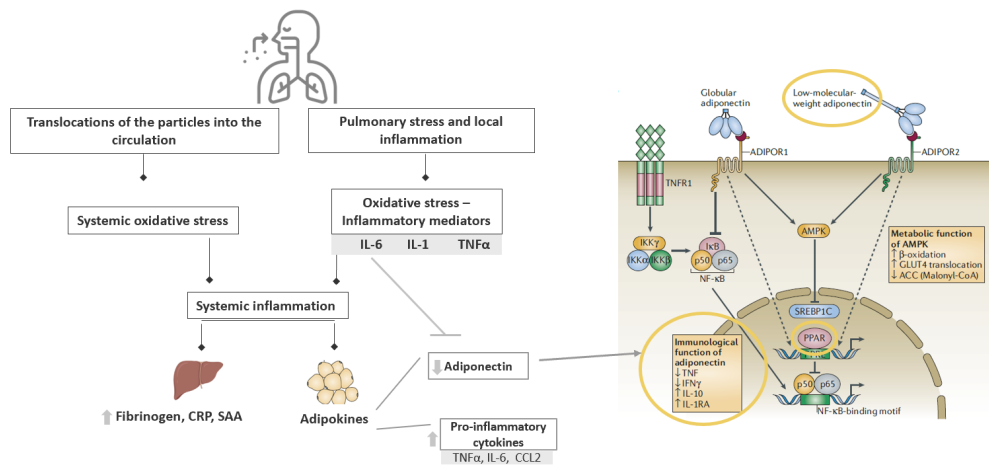 Translocations of the particles into the
circulation
Pulmonary stress and local
inflammation
Systemic oxidative stress
Oxidative stress –
Inflammatory mediators
IL-6 IL-1 TNFα
Systemic inflammation
Fibrinogen, CRP, SAA
Adipokines
Adiponectin
Pro-inflammatory
cytokines
TNFα, IL-6, CCL2
Globular
adiponectin
Low-molecular-
weight adiponectin
ADIPOR1
ADIPOR2
TNFR1
IKKγ
IKKα IKKβ
IκB
p50 p65
NF-κB
AMPK
Metabolic function
of AMPK
↑ β-oxidation
↑ GLUT4 translocation
↓ ACC (Malonyl-CoA)
SREBP1C
PPAR
Immunological
function of
adiponectin
↓ TNF
↓ IFNγ
↑ IL-10
↑ IL-1RA
p50 p65
NF-κB-binding motif